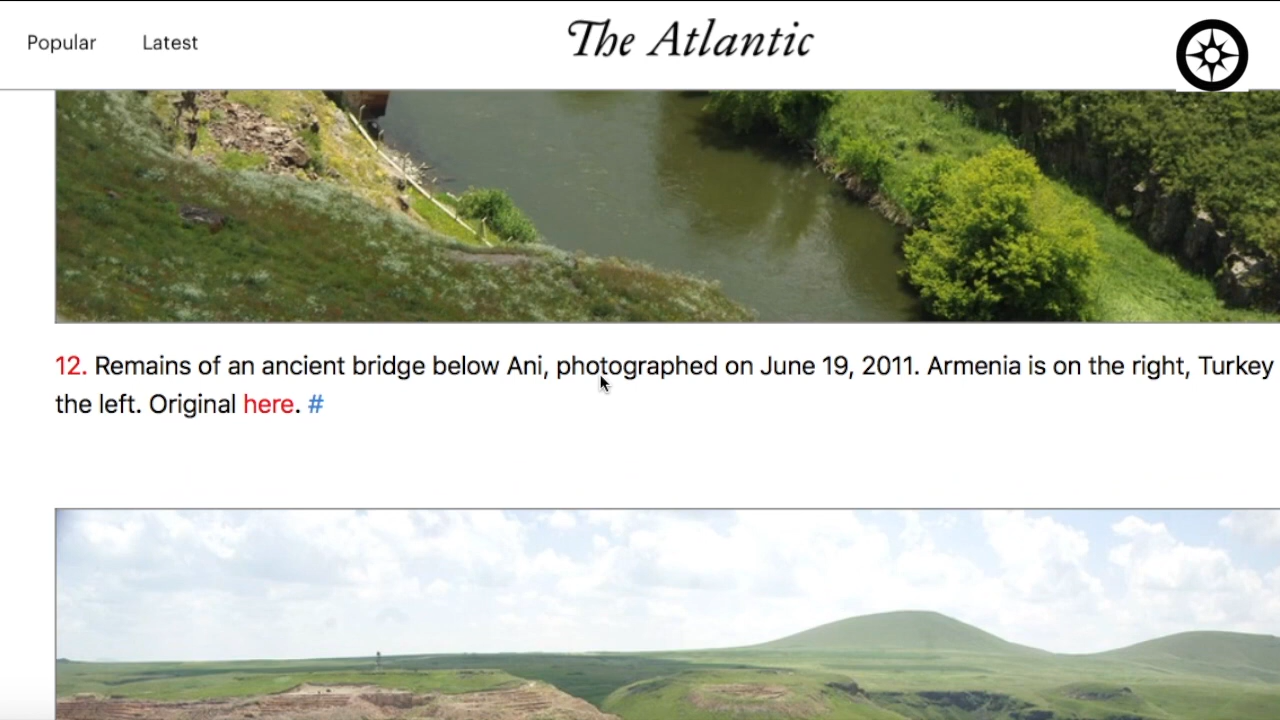 Popular Latest The Atlantic
12. Remains of an ancient bridge below Ani, photographed on June 19, 2011. Armenia is on the right, Turkey
the left. Original here. #